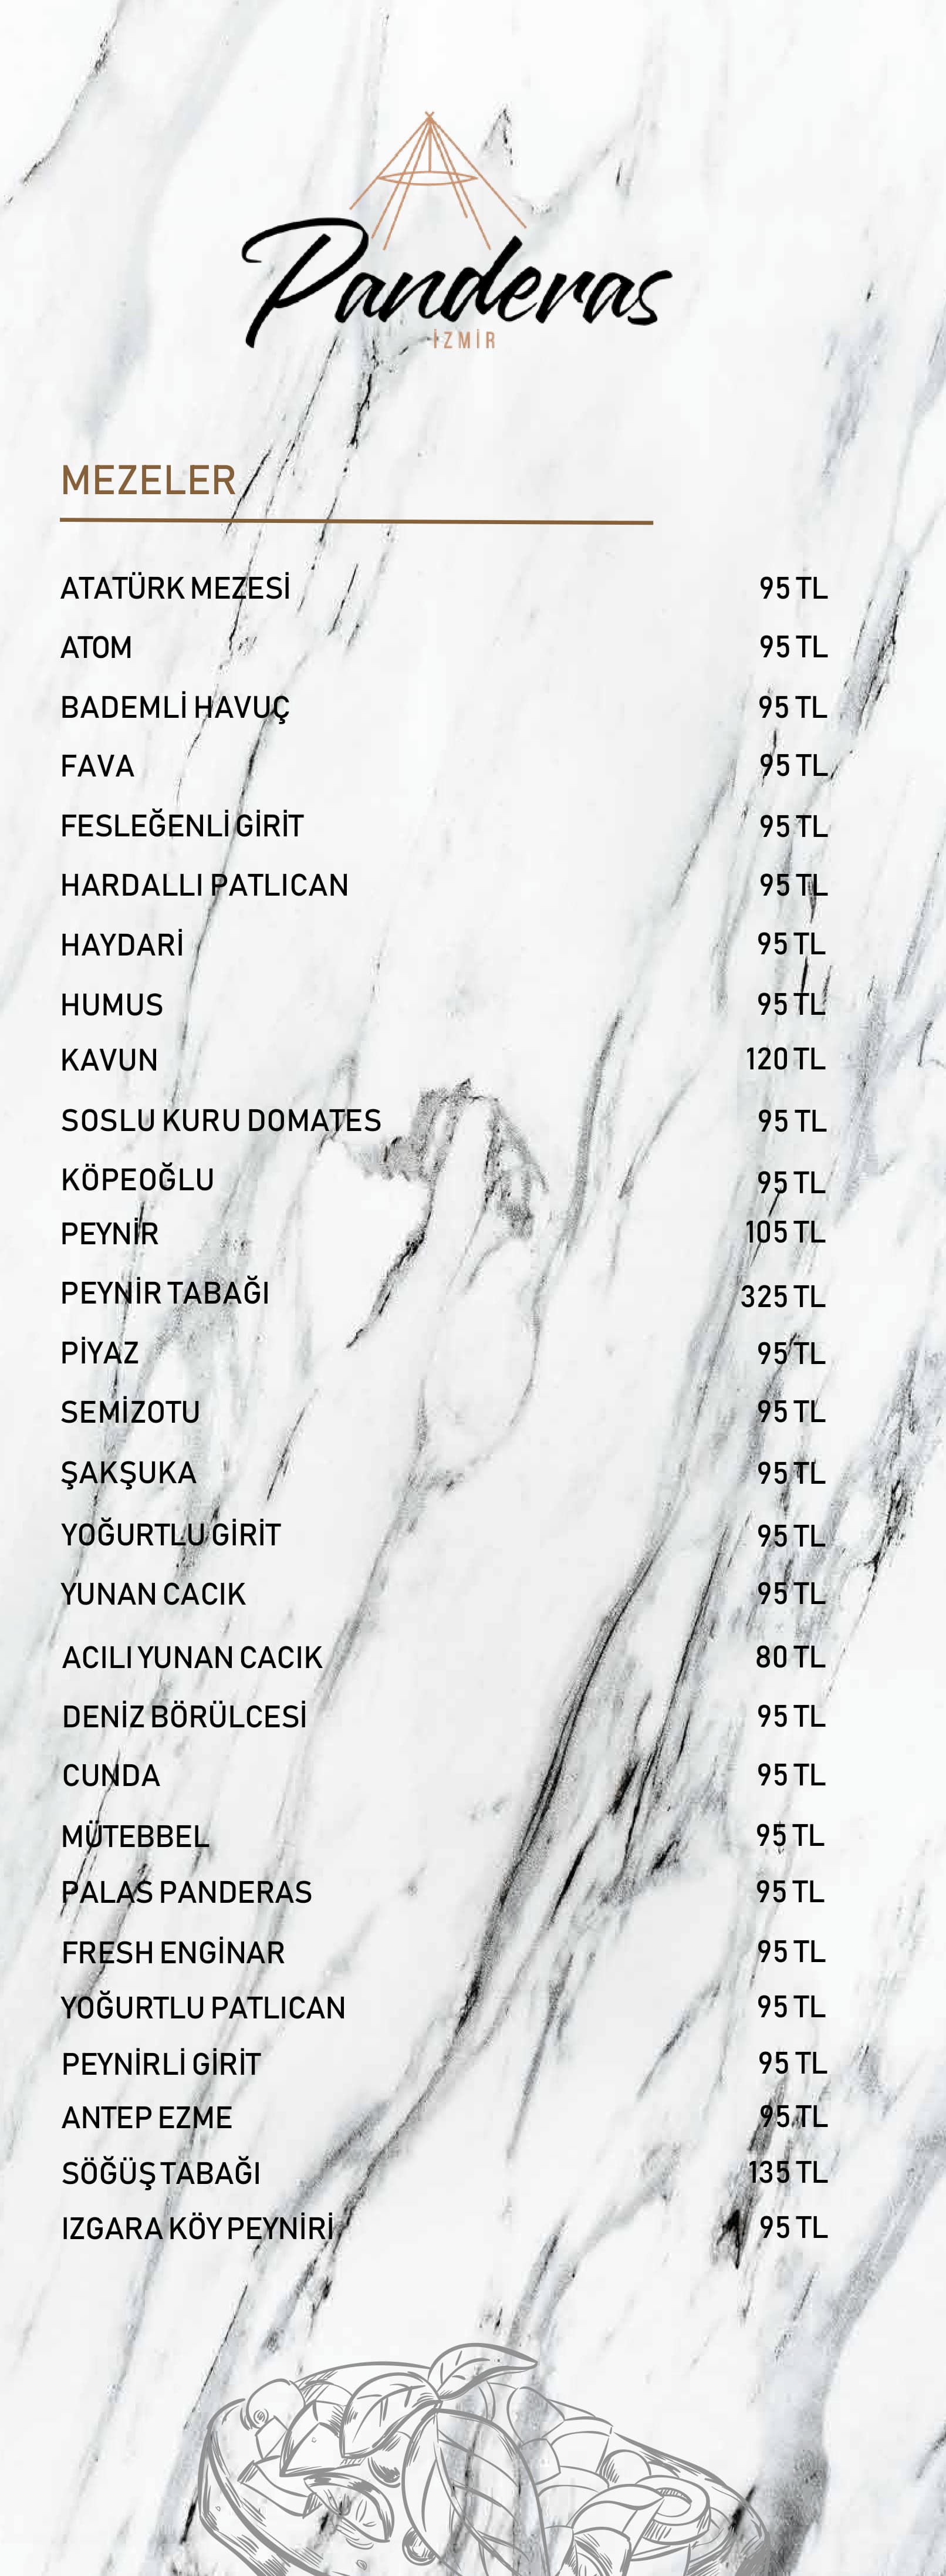 Panderas
İZMİR
MEZELER
ATATÜRK MEZESİ 95 TL
ATOM 95 TL
BADEMLİ HAVUÇ 95 TL
FAVA 95 TL
FESLEĞENLİ GİRİT 95 TL
HARDALLI PATLICAN 95 TL
HAYDARİ 95 TL
HUMUS 95 TL
KAVUN 120 TL
SOSLU KURU DOMATES 95 TL
KÖPEOĞLU 95 TL
PEYNİR 105 TL
PEYNİR TABAĞI 325 TL
PİYAZ 95 TL
SEMİZOTU 95 TL
ŞAKŞUKA 95 TL
YOĞURTLU GİRİT 95 TL
YUNAN CACIK 95 TL
ACILI YUNAN CACIK 80 TL
DENİZ BÖRÜLCESİ 95 TL
CUNDA 95 TL
MÜTEBBEL 95 TL
PALAS PANDERAS 95 TL
FRESH ENGİNAR 95 TL
YOĞURTLU PATLICAN 95 TL
PEYNİRLİ GİRİT 95 TL
ANTEP EZME 95 TL
SÖĞÜŞ TABAĞI 135 TL
IZGARA KÖY PEYNİRİ 95 TL